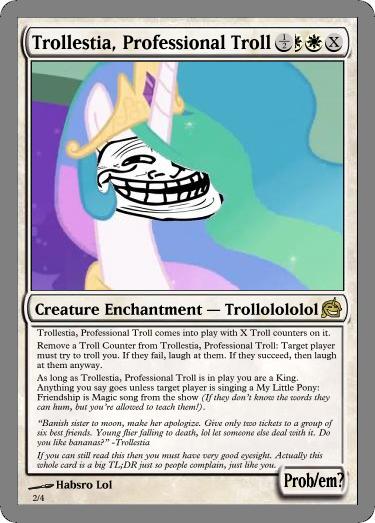 Trollestia, Professional Troll ½ X
Creature Enchantment — Trollolololol
Trollestia, Professional Troll comes into play with X Troll counters on it.
Remove a Troll Counter from Trollestia, Professional Troll: Target player
must try to troll you. If they fail, laugh at them. If they succeed, then laugh
at them anyway.
As long as Trollestia, Professional Troll is in play you are a King.
Anything you say goes unless target player is singing a My Little Pony:
Friendship is Magic song from the show (If they don't know the words they
can hum, but you're allowed to teach them!).
"Banish sister to moon, make her apologize. Give only two tickets to a group of
six best friends. Young flier falling to death, lol let someone else deal with it. Do
you like bananas?" -Trollestia
If you can still read this then you must have very good eyesight. Actually this
whole card is a big TL;DR just so people complain, just like you.
Prob/em?
Habsro Lol
2/4